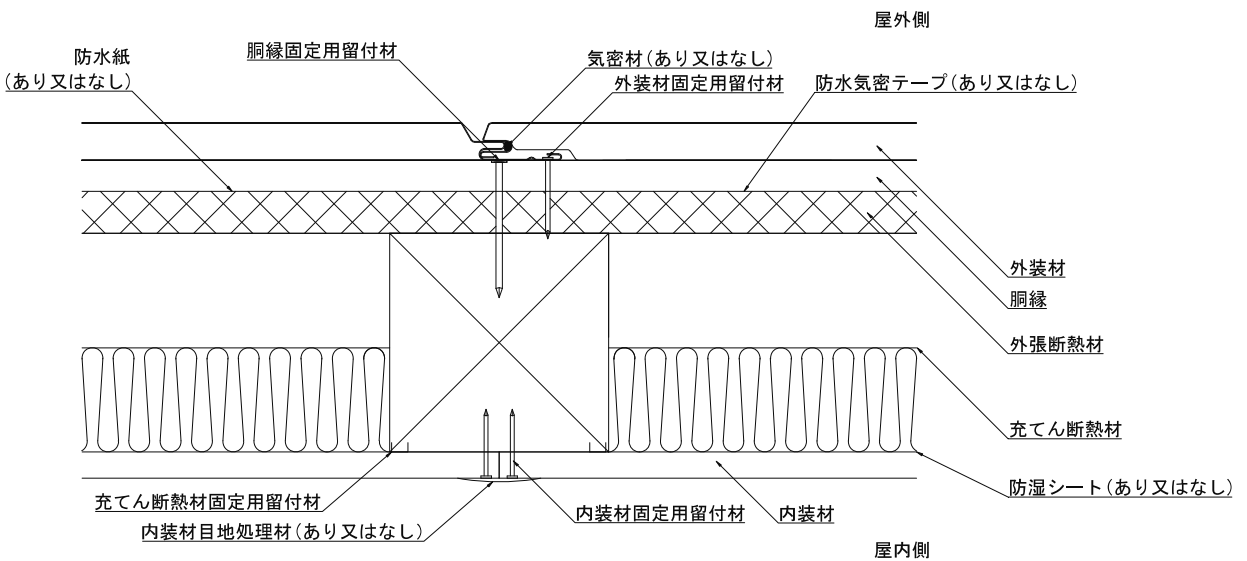 屋外側
胴縁固定用留付材
防水紙
(あり又はなし)
気密材(あり又はなし)
外装材固定用留付材
防水気密テープ(あり又はなし)
外装材
胴縁
外張断熱材
充てん断熱材
防湿シート(あり又はなし)
充てん断熱材固定用留付材
内装材固定用留付材
内装材
内装材目地処理材(あり又はなし)
屋内側